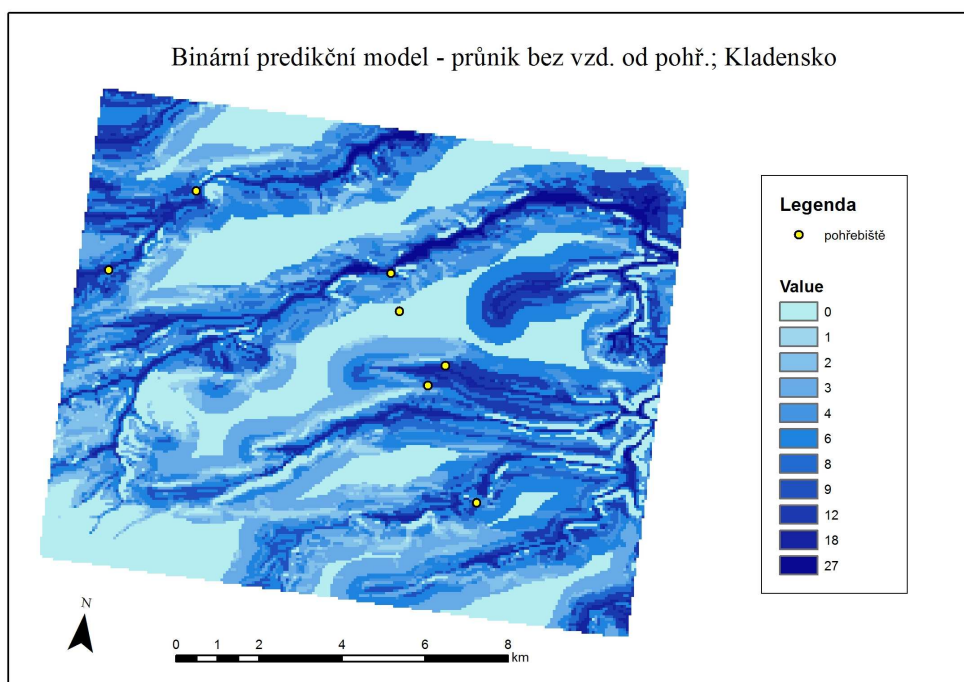 Binární predikční model - průnik bez vzd. od pohř.; Kladensko
Legenda
pohřebiště
Value
0
1
2
3
4
6
8
9
12
18
27
N
0 1 2 4 6 8
km